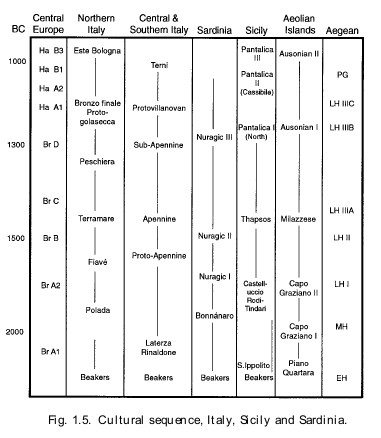 BC
Central Europe
Northern Italy
Central & Southern Italy
Sardinia
Sicily
Aeolian Islands
Aegean
1000
1300
1500
2000
Ha B3
Ha B1
Ha A2
Ha A1
Br D
Br C
Br B
Br A2
Br A1
Este Bologna
Bronzo finale
Proto-
golasecca
Peschiera
Terramare
Fiavé
Polada
Beakers
Terni
Protovillanovan
Sub-Apennine
Apennine
Proto-Apennine
Laterza
Rinaldone
Beakers
Nuragic III
Nuragic II
Nuragic I
Bonnánaro
Beakers
Pantalica
III
Pantalica
II
(Cassibile)
Pantalica I
(North)
Thapsos
Castel-
luccio
Rodi-
Tindari
S.Ippolito
Beakers
Ausonian II
Ausonian I
Milazzese
Capo
Graziano II
Capo
Graziano I
Piano
Quartara
PG
LH IIIC
LH IIIB
LH IIIA
LH II
LH I
MH
EH
Fig. 1.5. Cultural sequence, Italy, Sicily and Sardinia.